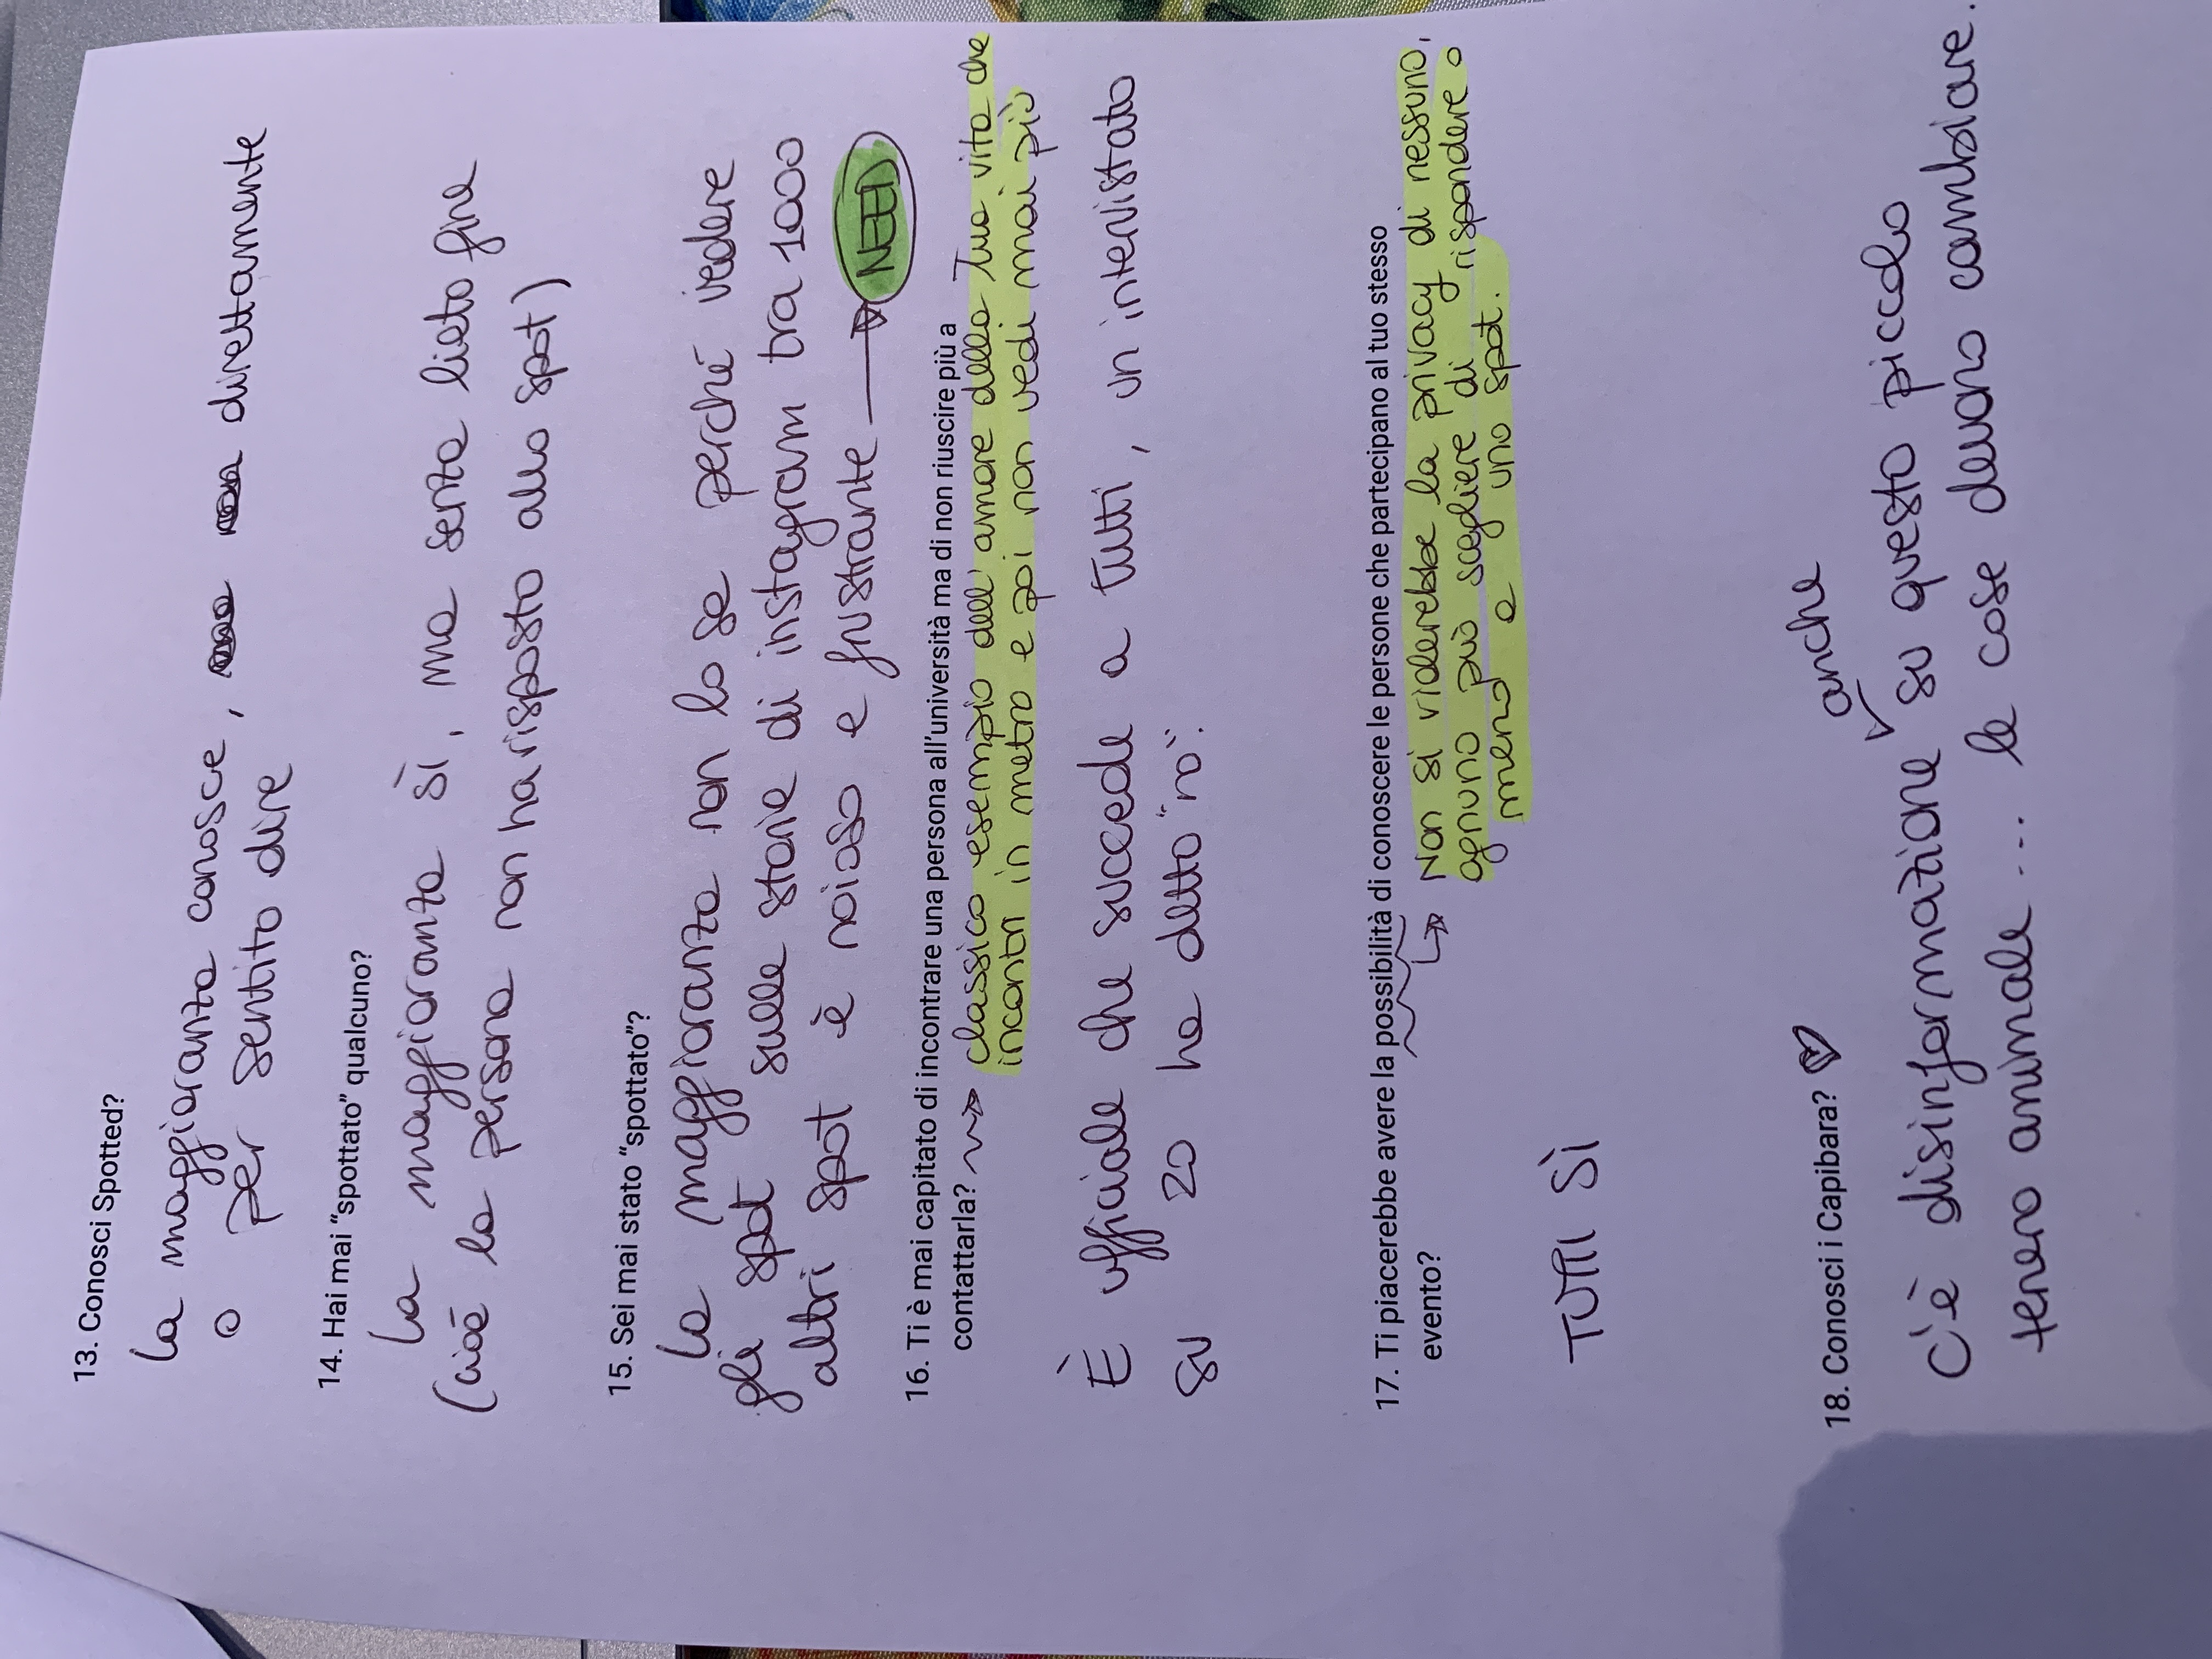 13. Conosci Spotted?
La maggioranza conosce, direttamente
o per sentito dire
14. Hai mai “spottato” qualcuno?
La maggioranza sì, ma senza lieto fine
(cioè la persona non ha risposto allo spot)
15. Sei mai stato “spottato”?
La maggioranza non lo sa perché vedere
gli spot sulle storie di instagram tra 1000
altri spot è noioso e frustrante → NEED
16. Ti è mai capitato di incontrare una persona all'università ma di non riuscire più a
contattarla? → classico esempio dell'amore della tua vita che
incontri in metro e poi non vedi mai più
È ufficiale che succede a tutti, un intervistato
su 20 ha detto "no".
17. Ti piacerebbe avere la possibilità di conoscere le persone che partecipano al tuo stesso
evento? ↳ Non si violerebbe la privacy di nessuno,
ognuno può scegliere di rispondere o
meno a uno spot.
TUTTI SÌ
18. Conosci i Capibara? ♡
anche
c'è disinformazione su questo piccolo
tenero animale... le cose devono cambiare.